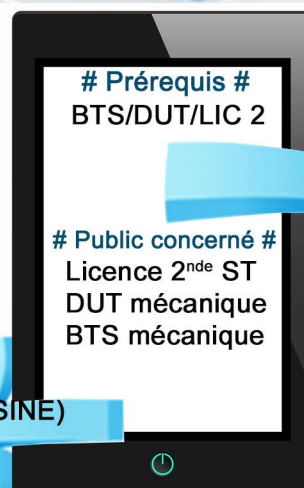 # Prérequis #
BTS/DUT/LIC 2
# Public concerné #
Licence 2nde ST
DUT mécanique
BTS mécanique
SINE)